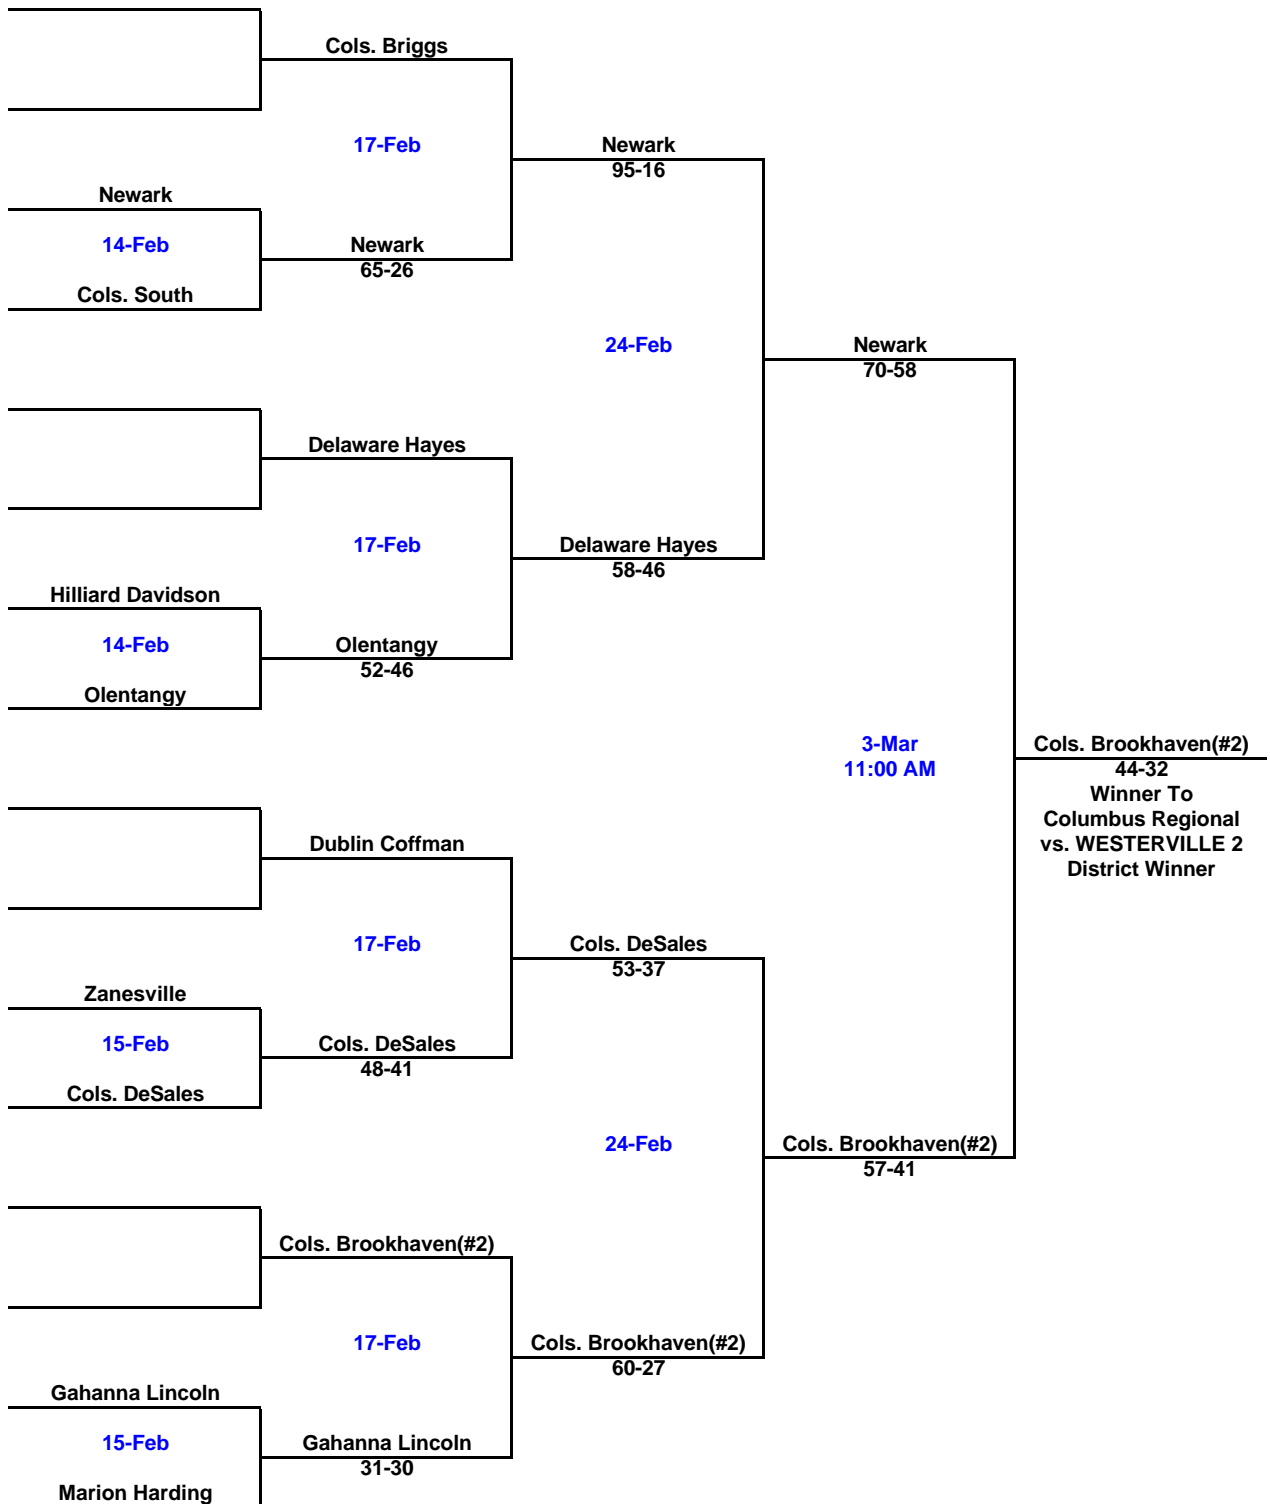 Cols. Briggs
17-Feb
Newark
95-16
Newark
14-Feb
Newark
65-26
Cols. South
24-Feb
Newark
70-58
Delaware Hayes
17-Feb
Delaware Hayes
58-46
Hilliard Davidson
14-Feb
Olentangy
52-46
Olentangy
3-Mar
11:00 AM
Cols. Brookhaven(#2)
44-32
Winner To
Columbus Regional
vs. WESTERVILLE 2
District Winner
Dublin Coffman
17-Feb
Cols. DeSales
53-37
Zanesville
15-Feb
Cols. DeSales
48-41
Cols. DeSales
24-Feb
Cols. Brookhaven(#2)
57-41
Cols. Brookhaven(#2)
17-Feb
Cols. Brookhaven(#2)
60-27
Gahanna Lincoln
15-Feb
Gahanna Lincoln
31-30
Marion Harding